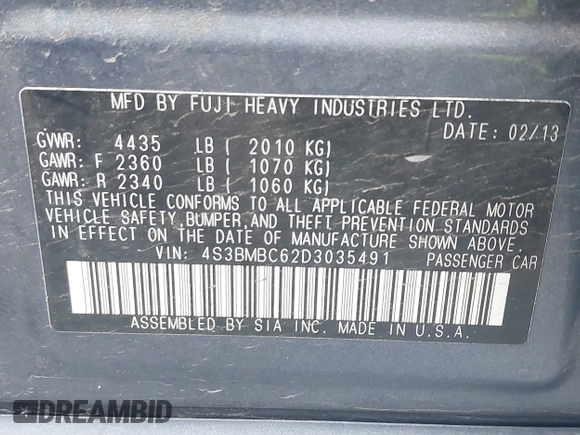 MFD BY FUJI HEAVY INDUSTRIES LTD.
DATE: 02/13
GVWR: 4435 LB ( 2010 KG)
GAWR: F 2360 LB ( 1070 KG)
GAWR: R 2340 LB ( 1060 KG)
THIS VEHICLE CONFORMS TO ALL APPLICABLE FEDERAL MOTOR
VEHICLE SAFETY, BUMPER, AND THEFT PREVENTION STANDARDS
IN EFFECT ON THE DATE OF MANUFACTURE SHOWN ABOVE.
VIN: 4S3BMBC62D3035491 PASSENGER CAR
ASSEMBLED BY SIA INC. MADE IN U.S.A.
DREAMBID